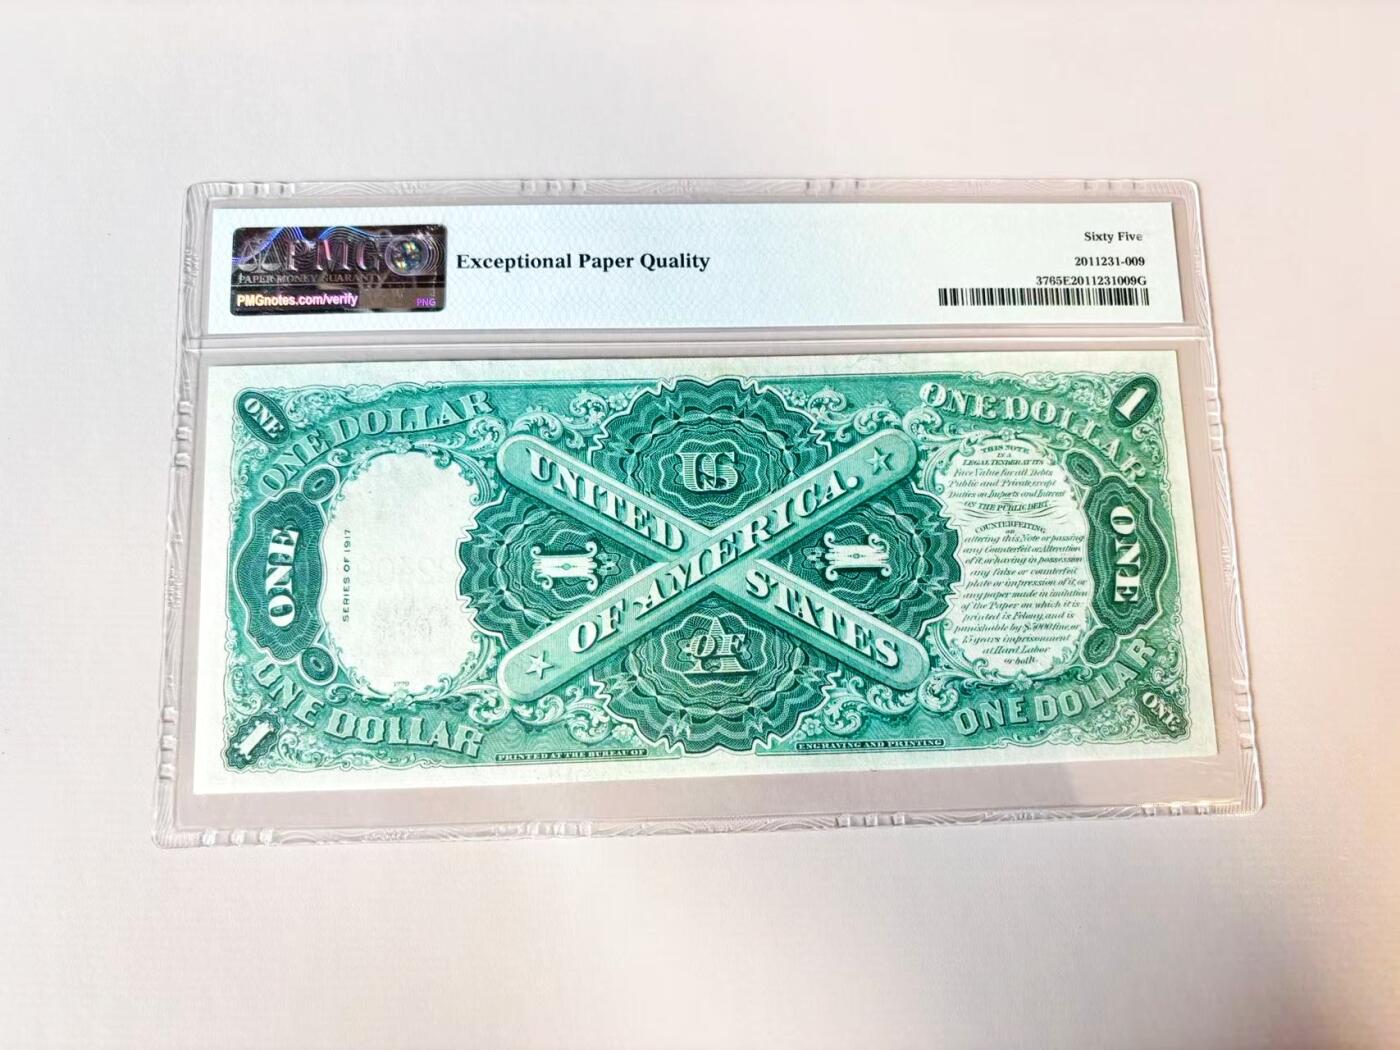 PMG
PAPER MONEY GUARANTY
PMGnotes.com/verify
PNG
Exceptional Paper Quality
Sixty Five
2011231-009
3765E2011231009G
ONE
ONE DOLLAR
ONE DOLLAR
1
US
UNITED STATES
OF AMERICA.
1
1
OF A
ONE
SERIES OF 1917
ONE
THIS NOTE
IS A
LEGAL TENDER AT ITS
Face Value for all Debts
Public and Private, except
Duties on Imports and Interest
ON THE PUBLIC DEBT.
COUNTERFEITING
or
altering this Note or passing
any Counterfeit or Alteration
of it, or having in possession
any false or counterfeit
plate or impression of it, or
any paper made in imitation
of the Paper on which it is
printed is Felony, and is
punishable by $5000 fine, or
15 years imprisonment
at Hard Labor
or both.
ONE DOLLAR
1
ONE DOLLAR
ONE
PRINTED AT THE BUREAU OF
ENGRAVING AND PRINTING